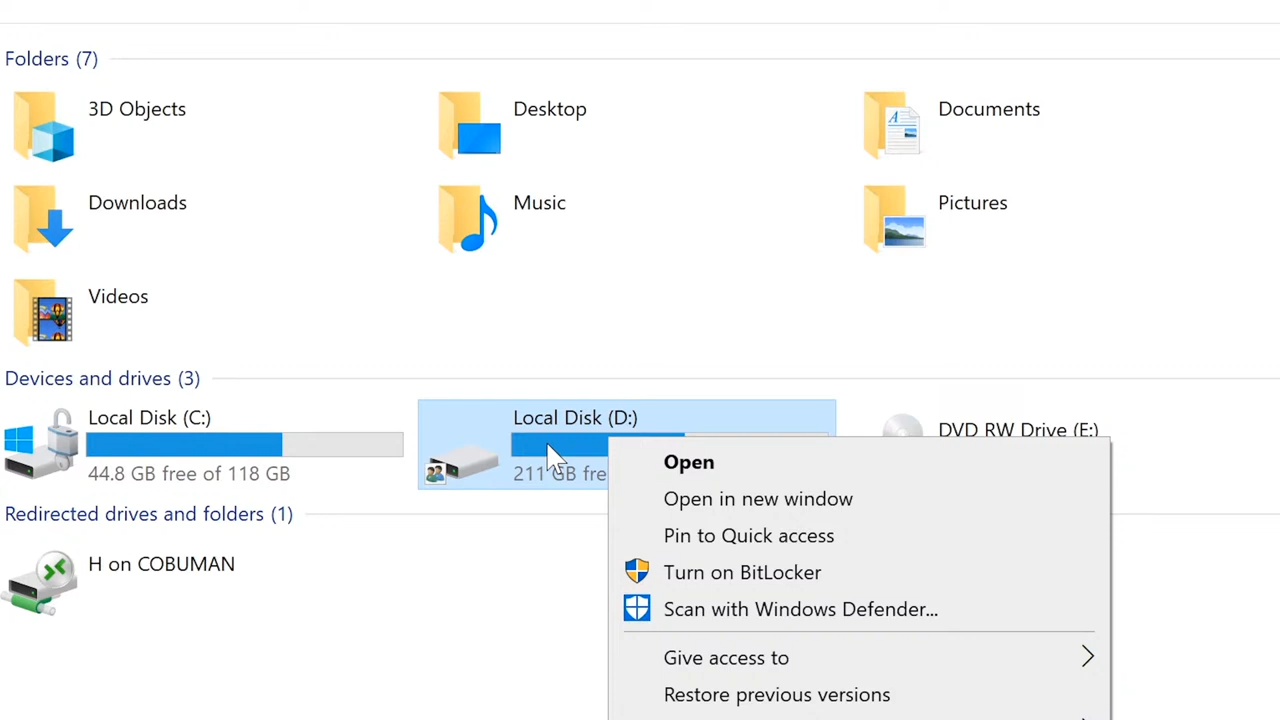 Folders (7)
3D Objects
Desktop
Documents
Downloads
Music
Pictures
Videos
Devices and drives (3)
Local Disk (C:)
44.8 GB free of 118 GB
Local Disk (D:)
211 GB fre
DVD RW Drive (E:)
Redirected drives and folders (1)
H on COBUMAN
Open
Open in new window
Pin to Quick access
Turn on BitLocker
Scan with Windows Defender...
Give access to
Restore previous versions